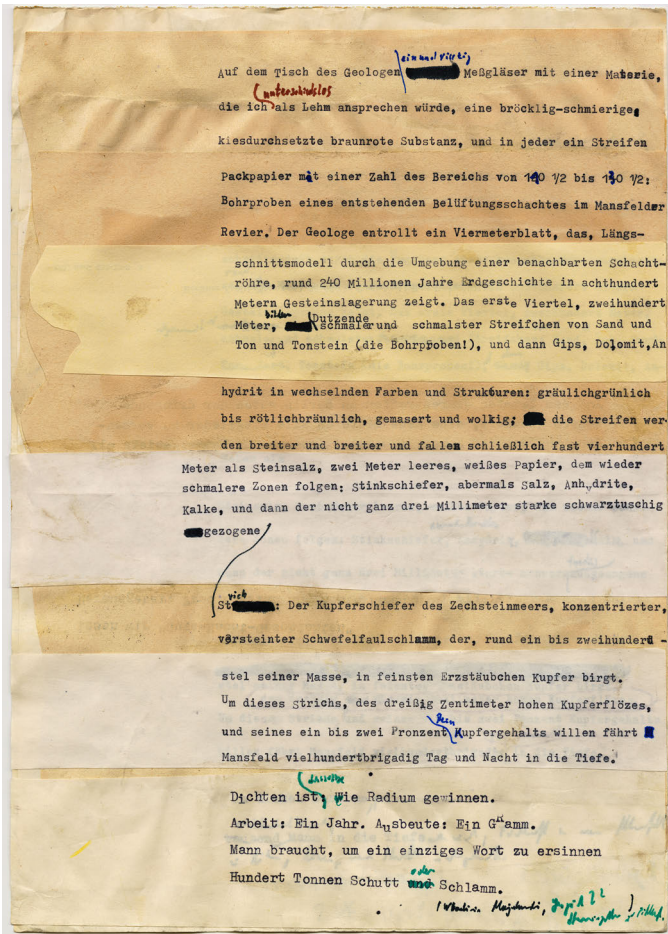 Auf dem Tisch des Geologen einundvierzig Meßgläser mit einer Materie,
die ich unterschiedslos als Lehm ansprechen würde, eine bröcklig-schmierige,
kiesdurchsetzte braunrote Substanz, und in jeder ein Streifen
Packpapier mit einer Zahl des Bereichs von 140 1/2 bis 180 1/2:
Bohrproben eines entstehenden Belüftungsschachtes im Mansfelder
Revier. Der Geologe entrollt ein Viermeterblatt, das, Längs-
schnittsmodell durch die Umgebung einer benachbarten Schacht-
röhre, rund 240 Millionen Jahre Erdgeschichte in achthundert
Metern Gesteinslagerung zeigt. Das erste Viertel, zweihundert
Meter, bilden Dutzende schmaler und schmalster Streifchen von Sand und
Ton und Tonstein (die Bohrproben!), und dann Gips, Dolomit, An
hydrit in wechselnden Farben und Strukturen: gräulichgrünlich
bis rötlichbräunlich, gemasert und wolkig; die Streifen wer-
den breiter und breiter und fallen schließlich fast vierhundert
Meter als Steinsalz, zwei Meter leeres, weißes Papier, dem wieder
schmalere Zonen folgen: Stinkschiefer, abermals Salz, Anhydrite,
Kalke, und dann der nicht ganz drei Millimeter starke schwarztuschig
gezogene
Strich: Der Kupferschiefer des Zechsteinmeers, konzentrierter,
versteinter Schwefelfaulschlamm, der, rund ein bis zweihundert -
stel seiner Masse, in feinsten Erzstäubchen Kupfer birgt.
Um dieses Strichs, des dreißig Zentimeter hohen Kupferflözes,
und seines ein bis zwei Pronzent Kupfergehalts willen fährt
Mansfeld vielhundertbrigadig Tag und Nacht in die Tiefe.
Dichten ist dasselbe wie Radium gewinnen.
Arbeit: Ein Jahr. Ausbeute: Ein Gramm.
Mann braucht, um ein einziges Wort zu ersinnen
Hundert Tonnen Schutt oder Schlamm.